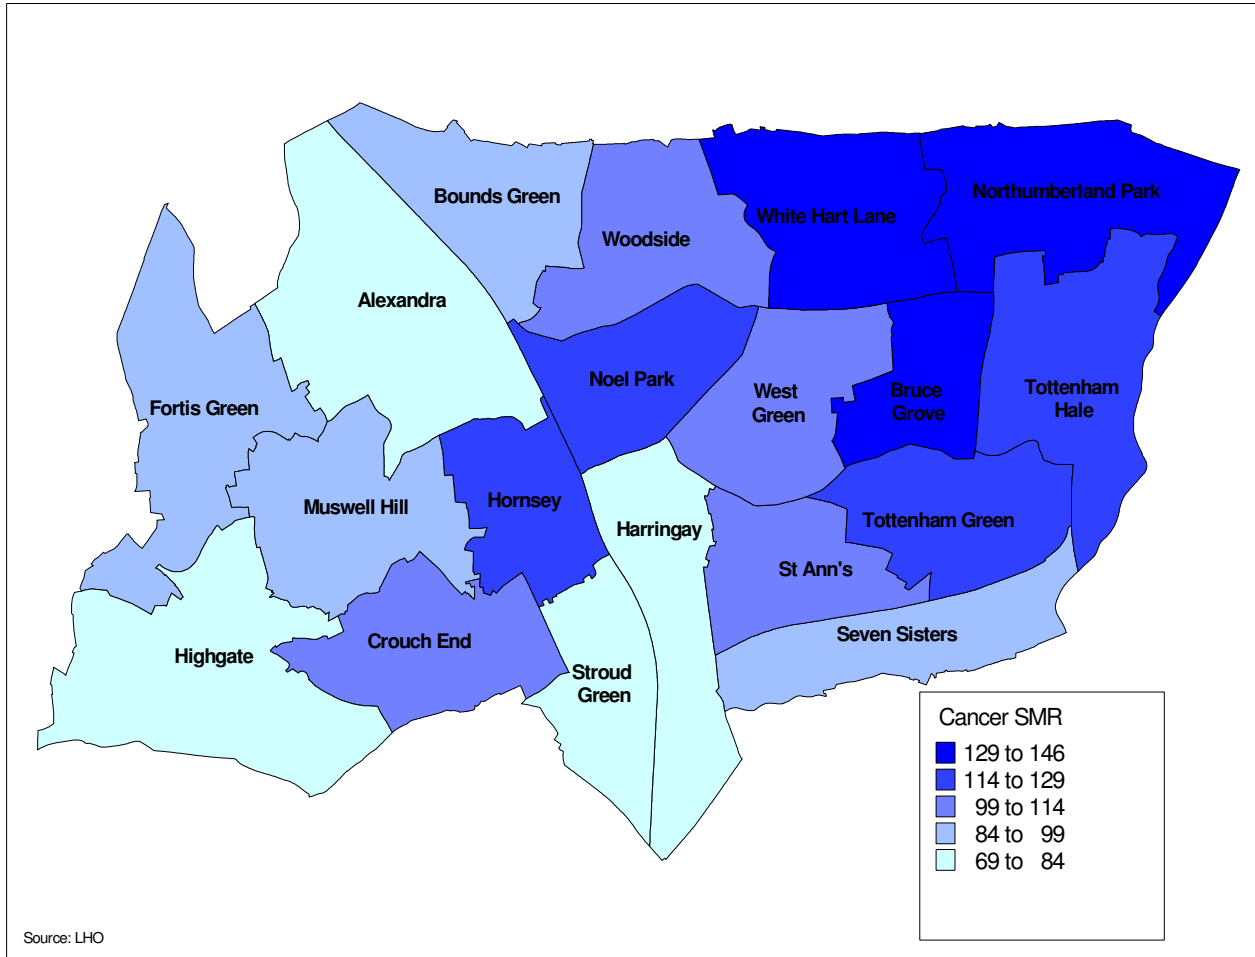 Bounds Green
Northumberland Park
White Hart Lane
Woodside
Alexandra
Noel Park
Fortis Green
West
Green
Bruce
Grove
Tottenham
Hale
Muswell Hill
Hornsey
Harringay
Tottenham Green
St Ann's
Highgate
Crouch End
Seven Sisters
Stroud
Green
Cancer SMR
129 to 146
114 to 129
99 to 114
84 to 99
69 to 84
Source: LHO